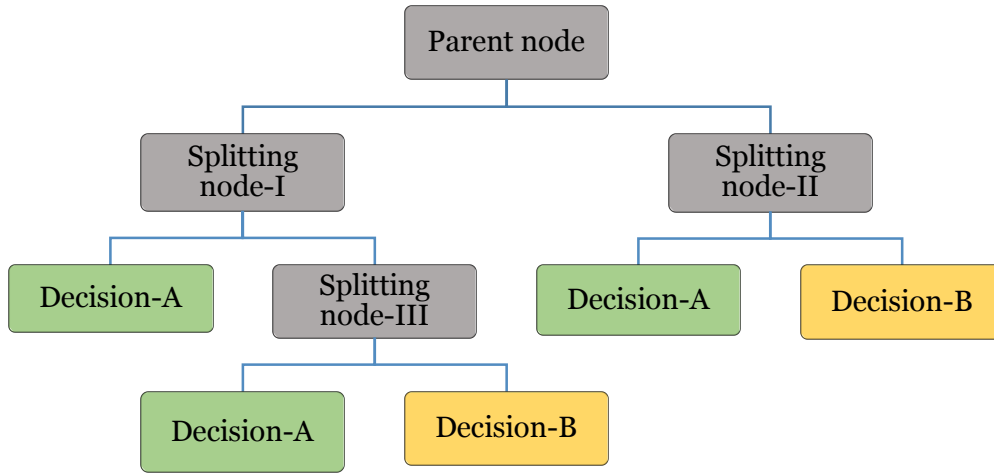 Parent node
Splitting
node-I
Splitting
node-II
Decision-A
Splitting
node-III
Decision-A
Decision-B
Decision-A
Decision-B